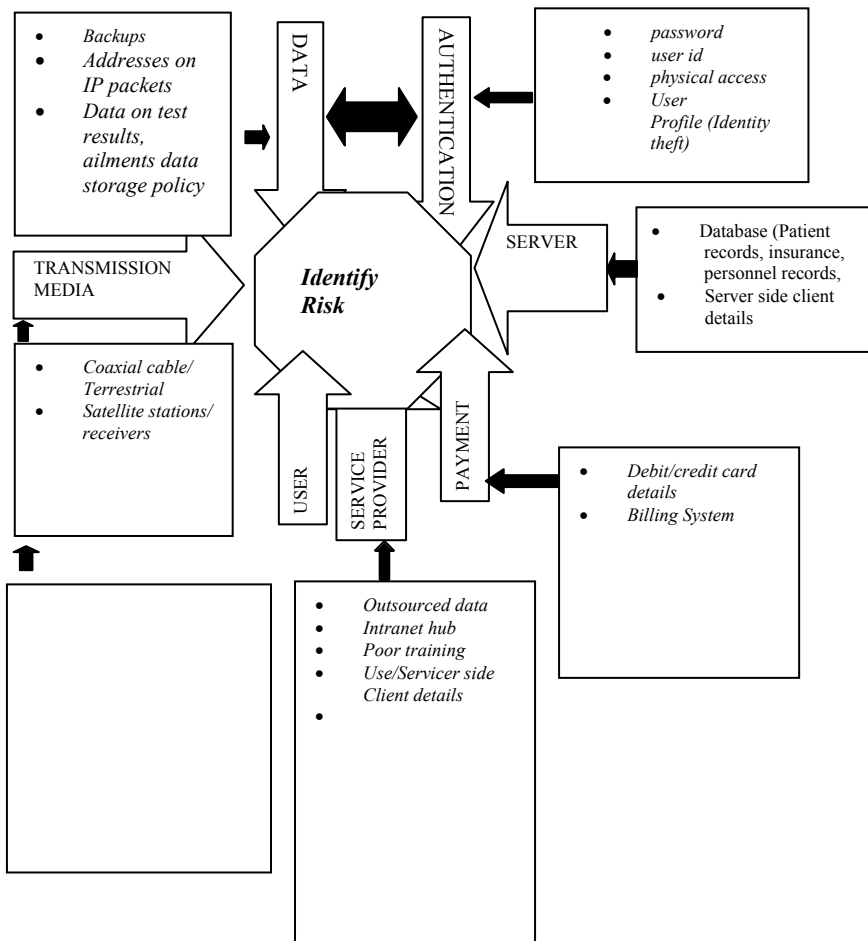 • Backups
• Addresses on
IP packets
• Data on test
results,
ailments data
storage policy
DATA
AUTHENTICATION
• password
• user id
• physical access
• User
Profile (Identity
theft)
TRANSMISSION
MEDIA
Identify
Risk
SERVER
• Database (Patient
records, insurance,
personnel records,
• Server side client
details
• Coaxial cable/
Terrestrial
• Satellite stations/
receivers
USER
SERVICE
PROVIDER
PAYMENT
• Debit/credit card
details
• Billing System
• Outsourced data
• Intranet hub
• Poor training
• Use/Servicer side
Client details
•